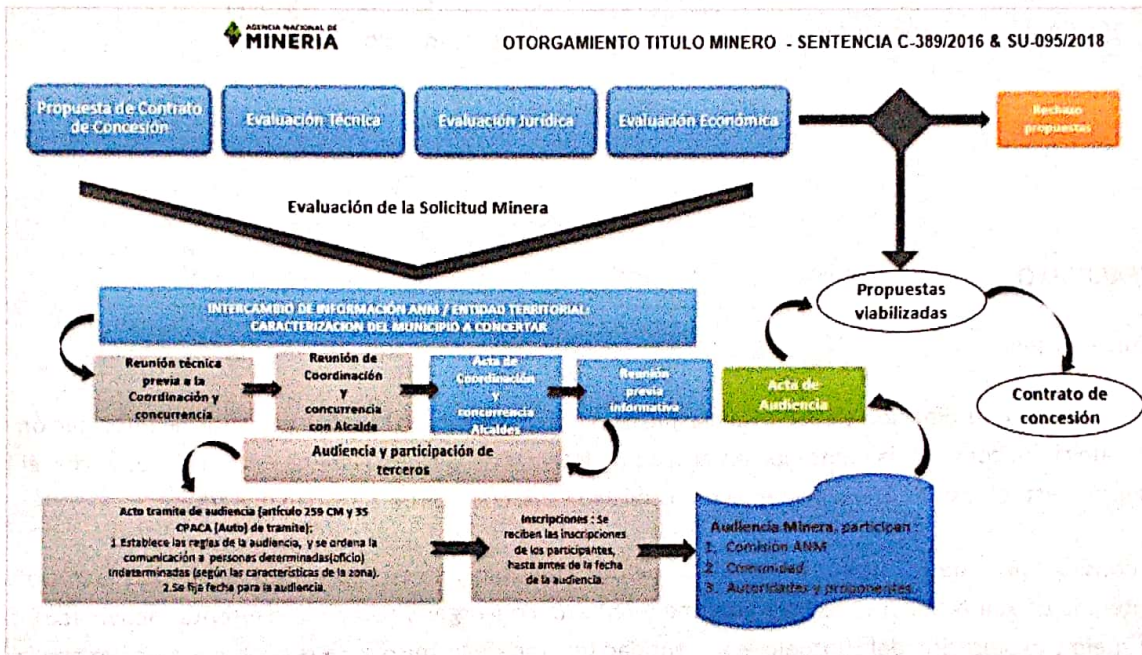 AGENCIA NACIONAL DE
MINERÍA
OTORGAMIENTO TITULO MINERO - SENTENCIA C-389/2016 & SU-095/2018
Propuesta de Contrato
de Concesión
Evaluación Técnica
Evaluación Jurídica
Evaluación Económica
Rechazo
propuestas
Evaluación de la Solicitud Minera
INTERCAMBIO DE INFORMACIÓN ANM / ENTIDAD TERRITORIAL:
CARACTERIZACION DEL MUNICIPIO A CONCERTAR
Propuestas
viabilizadas
Reunión técnica
previa a la
Coordinación y
concurrencia
Reunión de
Coordinación
y
concurrencia
con Alcalde
Acta de
Coordinación
y
concurrencia
Alcaldes
Reunión
previa
informativa
Acta de
Audiencia
Contrato de
concesión
Audiencia y participación de
terceros
Acto tramite de audiencia (artículo 259 CM y 35
CPACA (Auto) de tramite):
1.Establece las reglas de la audiencia, y se ordena la
comunicación a personas determinadas(oficio)
indeterminadas (según las características de la zona).
2.Se fija fecha para la audiencia.
Inscripciones : Se
reciben las inscripciones
de los participantes,
hasta antes de la fecha
de la audiencia.
Audiencia Minera, participan :
1. Comisión ANM
2. Comunidad
3. Autoridades y proponentes